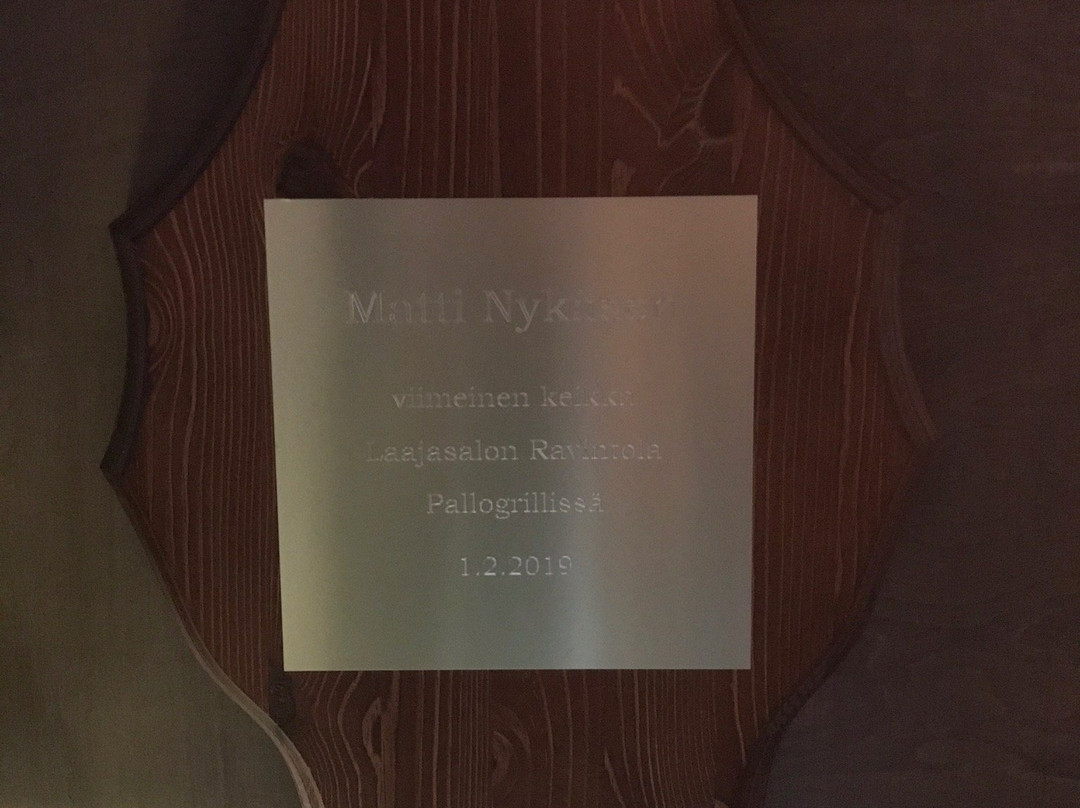 Matti Nykänen
viimeinen keikka
Laajasalon Ravintola
Pallogrillissä
1.2.2019